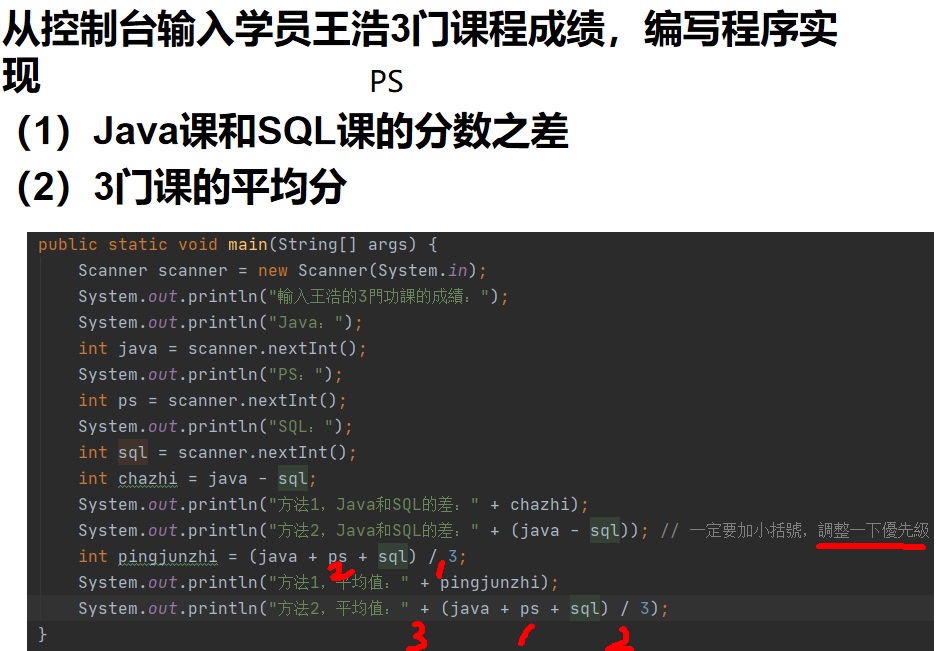 从控制台输入学员王浩3门课程成绩，编写程序实
现
PS
（1）Java课和SQL课的分数之差
（2）3门课的平均分
public static void main(String[] args) {
Scanner scanner = new Scanner(System.in);
System.out.println("輸入王浩的3門功課的成績：");
System.out.println("Java：");
int java = scanner.nextInt();
System.out.println("PS：");
int ps = scanner.nextInt();
System.out.println("SQL：");
int sql = scanner.nextInt();
int chazhi = java - sql;
System.out.println("方法1，Java和SQL的差：" + chazhi);
System.out.println("方法2，Java和SQL的差：" + (java - sql)); // 一定要加小括號，調整一下優先級
int pingjunzhi = (java + ps + sql) / 3;
2 1
System.out.println("方法1，平均值：" + pingjunzhi);
System.out.println("方法2，平均值：" + (java + ps + sql) / 3);
3 1 2
}